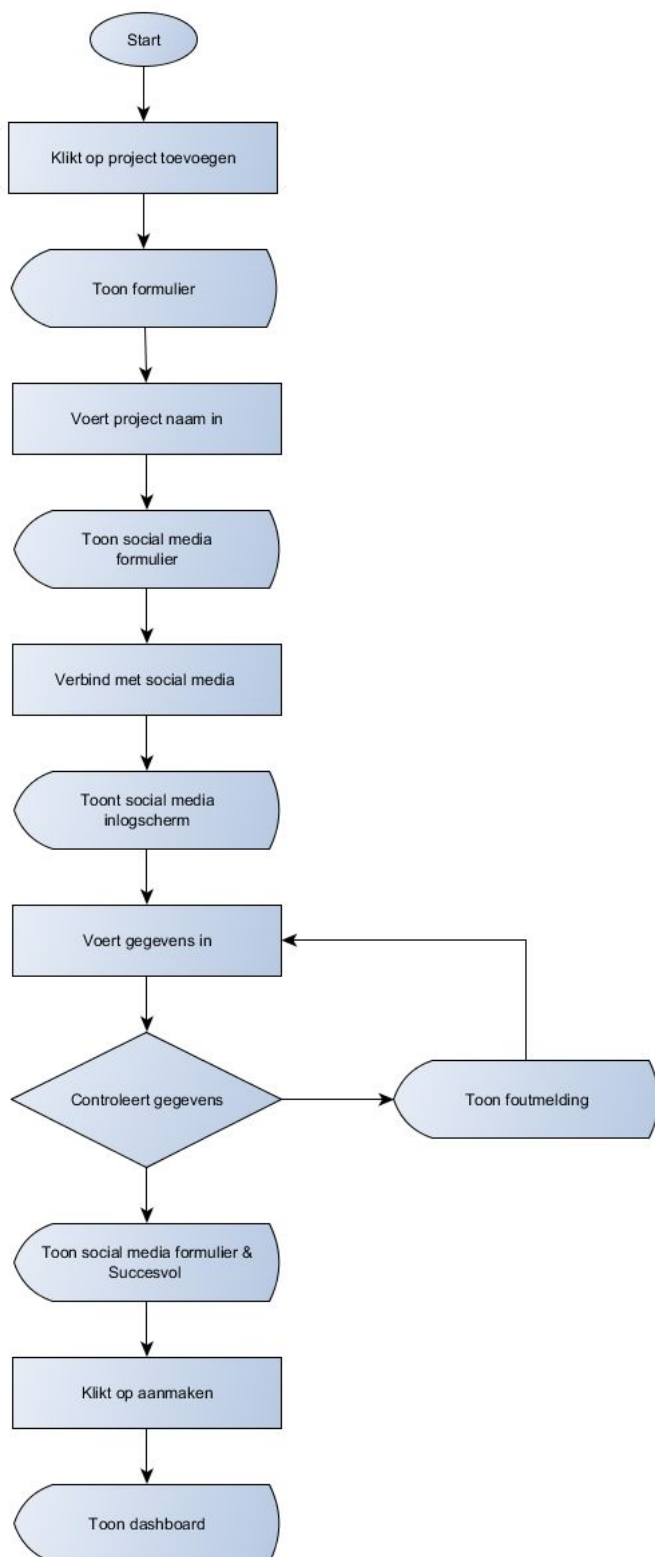 Start
Klikt op project toevoegen
Toon formulier
Voert project naam in
Toon social media
formulier
Verbind met social media
Toont social media
inlogscherm
Voert gegevens in
Controleert gegevens
Toon foutmelding
Toon social media formulier &
Succesvol
Klikt op aanmaken
Toon dashboard